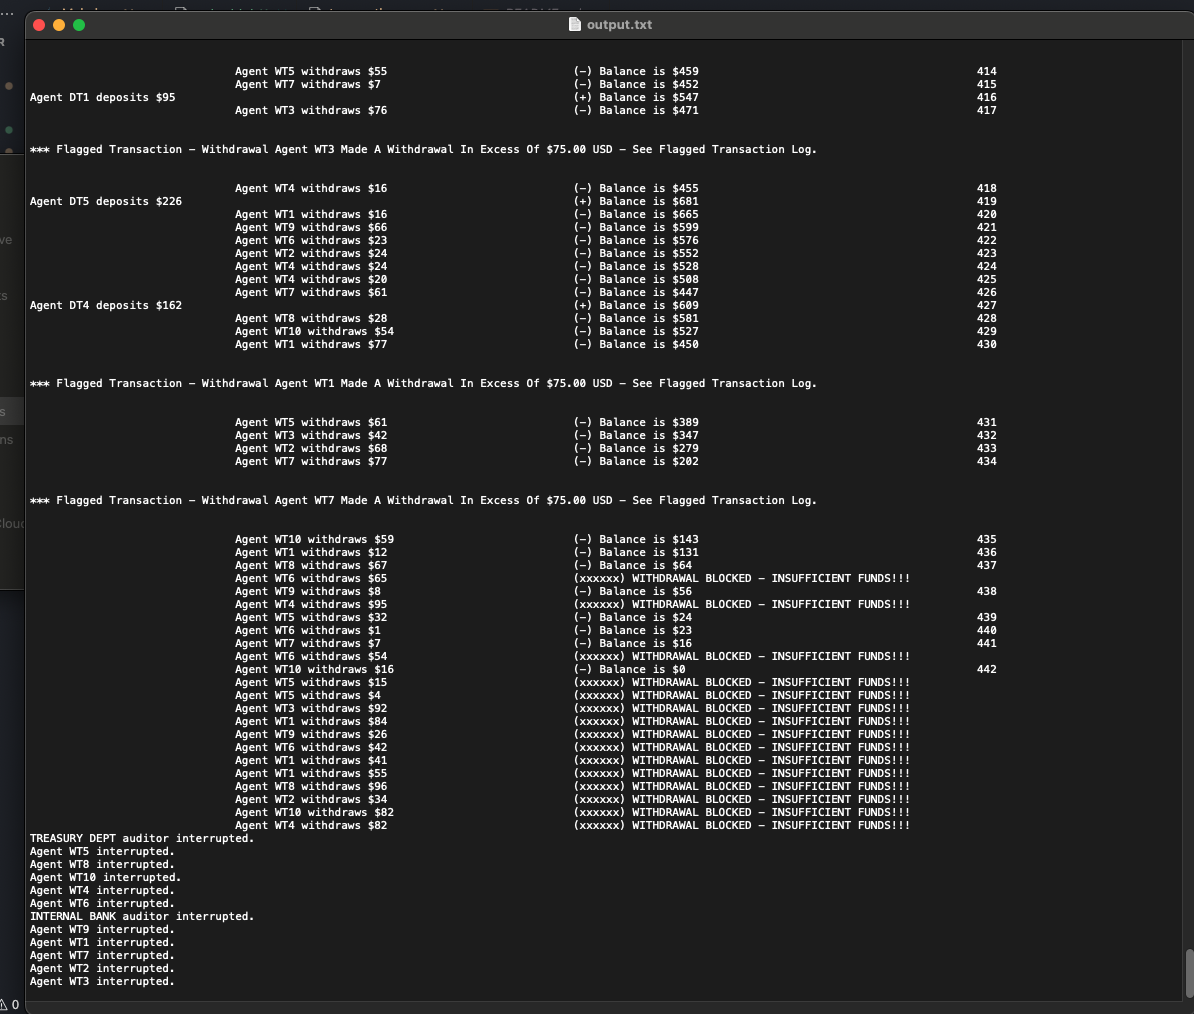 output.txt
Agent WT5 withdraws $55 (-) Balance is $459 414
Agent WT7 withdraws $7 (-) Balance is $452 415
Agent DT1 deposits $95 (+) Balance is $547 416
Agent WT3 withdraws $76 (-) Balance is $471 417
*** Flagged Transaction - Withdrawal Agent WT3 Made A Withdrawal In Excess Of $75.00 USD - See Flagged Transaction Log.
Agent WT4 withdraws $16 (-) Balance is $455 418
Agent DT5 deposits $226 (+) Balance is $681 419
Agent WT1 withdraws $16 (-) Balance is $665 420
Agent WT9 withdraws $66 (-) Balance is $599 421
Agent WT6 withdraws $23 (-) Balance is $576 422
Agent WT2 withdraws $24 (-) Balance is $552 423
Agent WT4 withdraws $24 (-) Balance is $528 424
Agent WT4 withdraws $20 (-) Balance is $508 425
Agent WT7 withdraws $61 (-) Balance is $447 426
Agent DT4 deposits $162 (+) Balance is $609 427
Agent WT8 withdraws $28 (-) Balance is $581 428
Agent WT10 withdraws $54 (-) Balance is $527 429
Agent WT1 withdraws $77 (-) Balance is $450 430
*** Flagged Transaction - Withdrawal Agent WT1 Made A Withdrawal In Excess Of $75.00 USD - See Flagged Transaction Log.
Agent WT5 withdraws $61 (-) Balance is $389 431
Agent WT3 withdraws $42 (-) Balance is $347 432
Agent WT2 withdraws $68 (-) Balance is $279 433
Agent WT7 withdraws $77 (-) Balance is $202 434
*** Flagged Transaction - Withdrawal Agent WT7 Made A Withdrawal In Excess Of $75.00 USD - See Flagged Transaction Log.
Agent WT10 withdraws $59 (-) Balance is $143 435
Agent WT1 withdraws $12 (-) Balance is $131 436
Agent WT8 withdraws $67 (-) Balance is $64 437
Agent WT6 withdraws $65 (xxxxxx) WITHDRAWAL BLOCKED - INSUFFICIENT FUNDS!!!
Agent WT9 withdraws $8 (-) Balance is $56 438
Agent WT4 withdraws $95 (xxxxxx) WITHDRAWAL BLOCKED - INSUFFICIENT FUNDS!!!
Agent WT5 withdraws $32 (-) Balance is $24 439
Agent WT6 withdraws $1 (-) Balance is $23 440
Agent WT7 withdraws $7 (-) Balance is $16 441
Agent WT6 withdraws $54 (xxxxxx) WITHDRAWAL BLOCKED - INSUFFICIENT FUNDS!!!
Agent WT10 withdraws $16 (-) Balance is $0 442
Agent WT5 withdraws $15 (xxxxxx) WITHDRAWAL BLOCKED - INSUFFICIENT FUNDS!!!
Agent WT5 withdraws $4 (xxxxxx) WITHDRAWAL BLOCKED - INSUFFICIENT FUNDS!!!
Agent WT3 withdraws $92 (xxxxxx) WITHDRAWAL BLOCKED - INSUFFICIENT FUNDS!!!
Agent WT1 withdraws $84 (xxxxxx) WITHDRAWAL BLOCKED - INSUFFICIENT FUNDS!!!
Agent WT9 withdraws $26 (xxxxxx) WITHDRAWAL BLOCKED - INSUFFICIENT FUNDS!!!
Agent WT6 withdraws $42 (xxxxxx) WITHDRAWAL BLOCKED - INSUFFICIENT FUNDS!!!
Agent WT1 withdraws $41 (xxxxxx) WITHDRAWAL BLOCKED - INSUFFICIENT FUNDS!!!
Agent WT1 withdraws $55 (xxxxxx) WITHDRAWAL BLOCKED - INSUFFICIENT FUNDS!!!
Agent WT8 withdraws $96 (xxxxxx) WITHDRAWAL BLOCKED - INSUFFICIENT FUNDS!!!
Agent WT2 withdraws $34 (xxxxxx) WITHDRAWAL BLOCKED - INSUFFICIENT FUNDS!!!
Agent WT10 withdraws $82 (xxxxxx) WITHDRAWAL BLOCKED - INSUFFICIENT FUNDS!!!
Agent WT4 withdraws $82 (xxxxxx) WITHDRAWAL BLOCKED - INSUFFICIENT FUNDS!!!
TREASURY DEPT auditor interrupted.
Agent WT5 interrupted.
Agent WT8 interrupted.
Agent WT10 interrupted.
Agent WT4 interrupted.
Agent WT6 interrupted.
INTERNAL BANK auditor interrupted.
Agent WT9 interrupted.
Agent WT1 interrupted.
Agent WT7 interrupted.
Agent WT2 interrupted.
Agent WT3 interrupted.
0